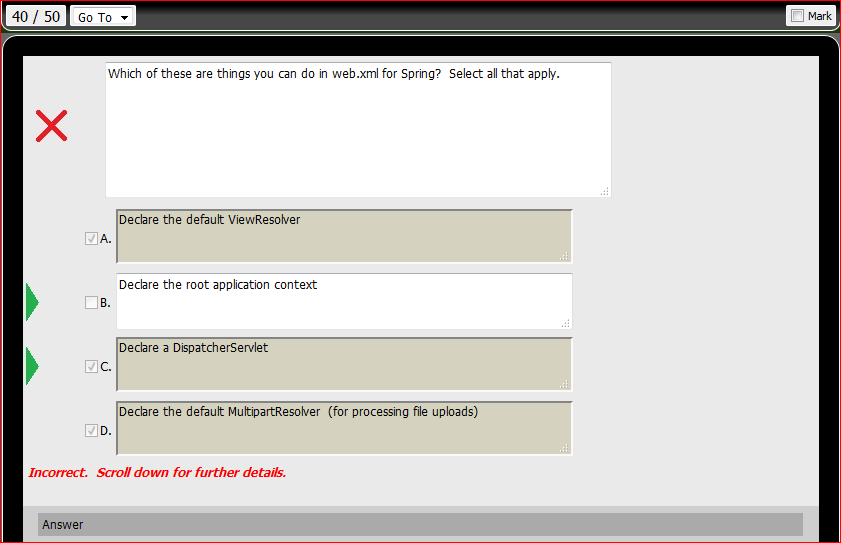 40 / 50 Go To Mark
Which of these are things you can do in web.xml for Spring? Select all that apply.
A. Declare the default ViewResolver
B. Declare the root application context
C. Declare a DispatcherServlet
D. Declare the default MultipartResolver (for processing file uploads)
Incorrect. Scroll down for further details.
Answer